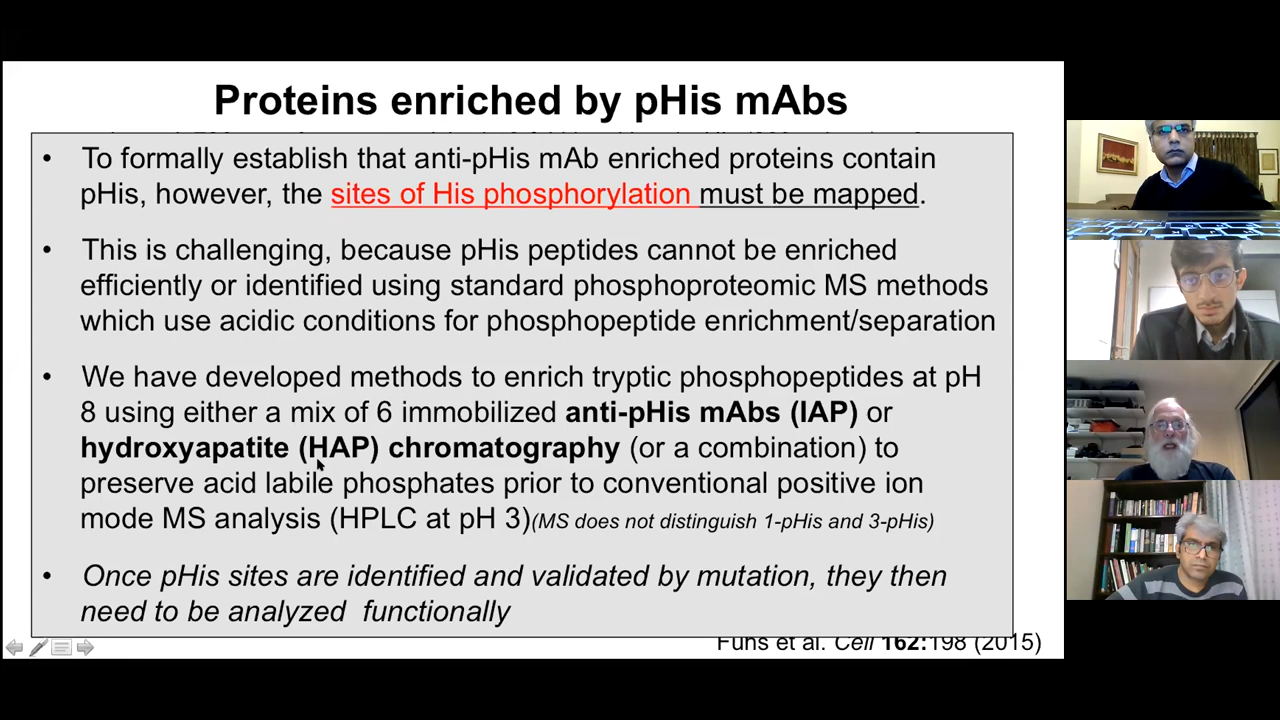 Proteins enriched by pHis mAbs
• To formally establish that anti-pHis mAb enriched proteins contain
pHis, however, the sites of His phosphorylation must be mapped.
• This is challenging, because pHis peptides cannot be enriched
efficiently or identified using standard phosphoproteomic MS methods
which use acidic conditions for phosphopeptide enrichment/separation
• We have developed methods to enrich tryptic phosphopeptides at pH
8 using either a mix of 6 immobilized anti-pHis mAbs (IAP) or
hydroxyapatite (HAP) chromatography (or a combination) to
preserve acid labile phosphates prior to conventional positive ion
mode MS analysis (HPLC at pH 3)(MS does not distinguish 1-pHis and 3-pHis)
• Once pHis sites are identified and validated by mutation, they then
need to be analyzed functionally
Fuhs et al. Cell 162:198 (2015)